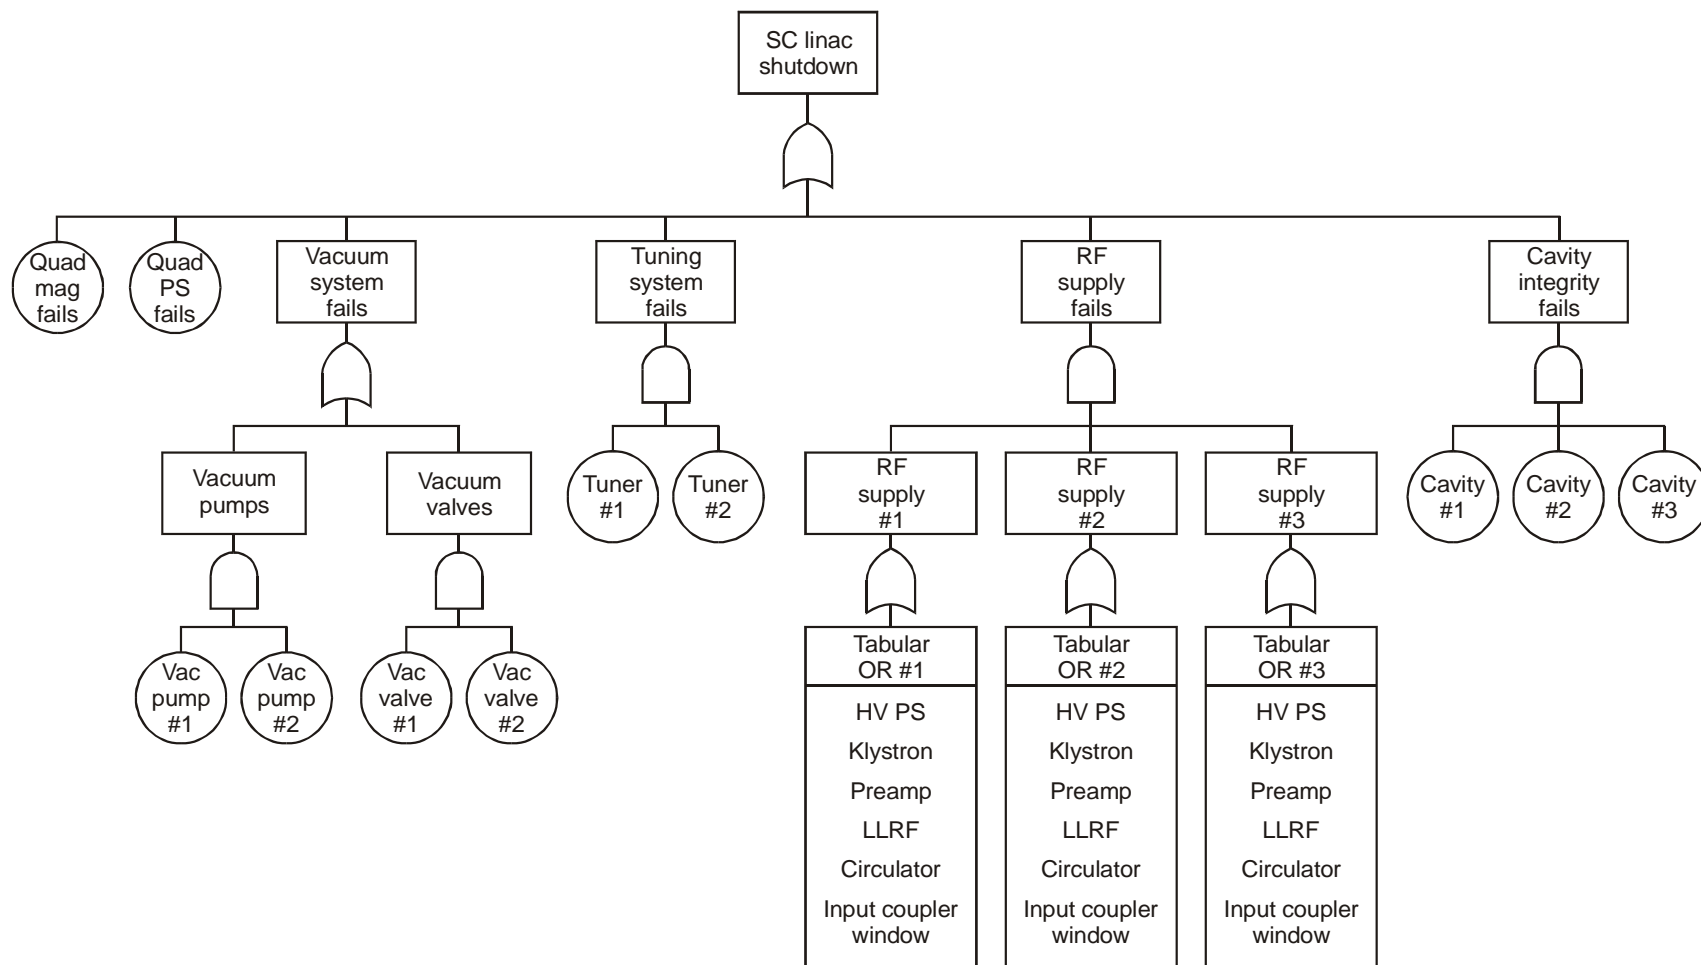 SC linac
shutdown
Quad
mag
fails
Quad
PS
fails
Vacuum
system
fails
Tuning
system
fails
RF
supply
fails
Cavity
integrity
fails
Vacuum
pumps
Vacuum
valves
Tuner
#1
Tuner
#2
RF
supply
#1
RF
supply
#2
RF
supply
#3
Cavity
#1
Cavity
#2
Cavity
#3
Vac
pump
#1
Vac
pump
#2
Vac
valve
#1
Vac
valve
#2
Tabular
OR #1
HV PS
Klystron
Preamp
LLRF
Circulator
Input coupler
window
Tabular
OR #2
HV PS
Klystron
Preamp
LLRF
Circulator
Input coupler
window
Tabular
OR #3
HV PS
Klystron
Preamp
LLRF
Circulator
Input coupler
window